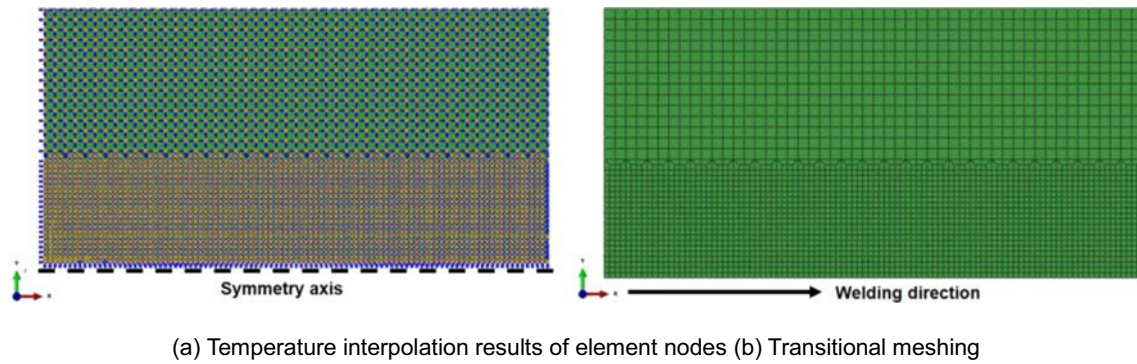 Y
X
Symmetry axis
Y
X
Welding direction
(a) Temperature interpolation results of element nodes (b) Transitional meshing